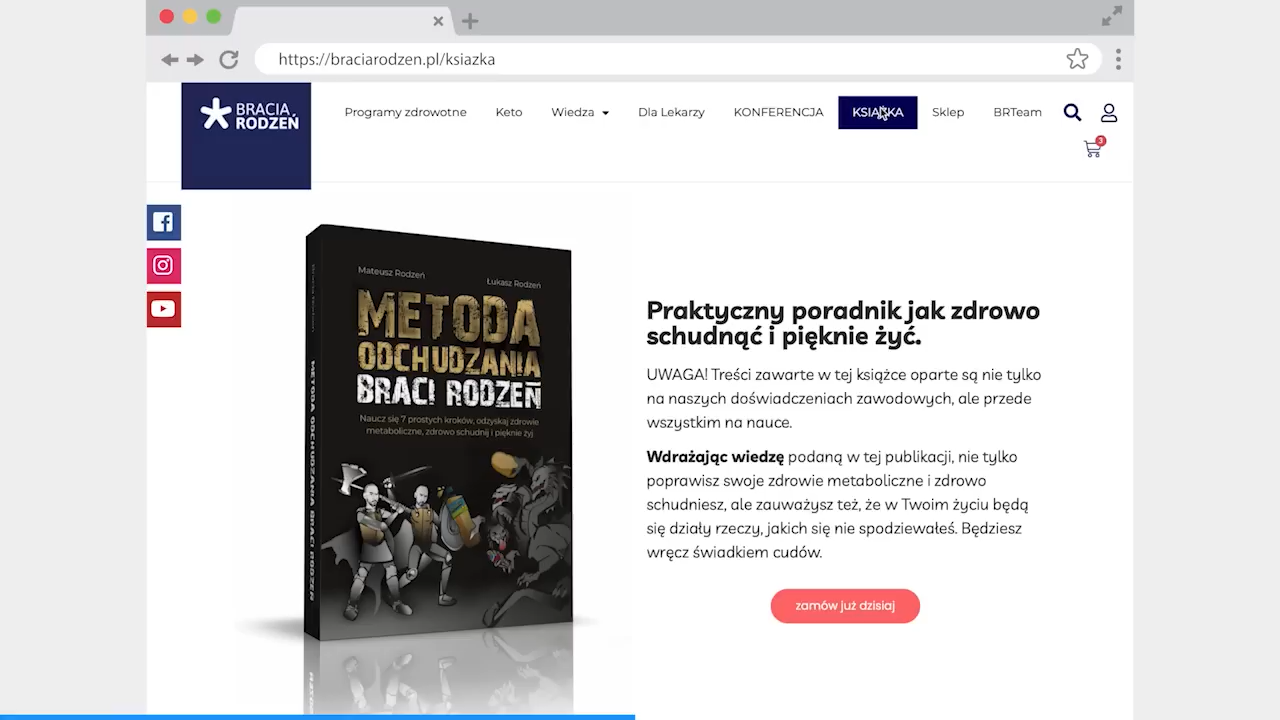 https://braciarodzen.pl/ksiazka
BRACIA
RODZEŃ
Programy zdrowotne Keto Wiedza Dla Lekarzy KONFERENCJA KSIĄŻKA Sklep BRTeam
3
Mateusz Rodzeń
Łukasz Rodzeń
METODA
ODCHUDZANIA
BRACI RODZEŃ
Naucz się 7 prostych kroków, odzyskaj zdrowie
metaboliczne, zdrowo schudnij i pięknie żyj
METODA ODCHUDZANIA BRACI RODZEŃ
Praktyczny poradnik jak zdrowo
schudnąć i pięknie żyć.
UWAGA! Treści zawarte w tej książce oparte są nie tylko
na naszych doświadczeniach zawodowych, ale przede
wszystkim na nauce.
Wdrażając wiedzę podaną w tej publikacji, nie tylko
poprawisz swoje zdrowie metaboliczne i zdrowo
schudniesz, ale zauważysz też, że w Twoim życiu będą
się działy rzeczy, jakich się nie spodziewałeś. Będziesz
wręcz świadkiem cudów.
zamów już dzisiaj